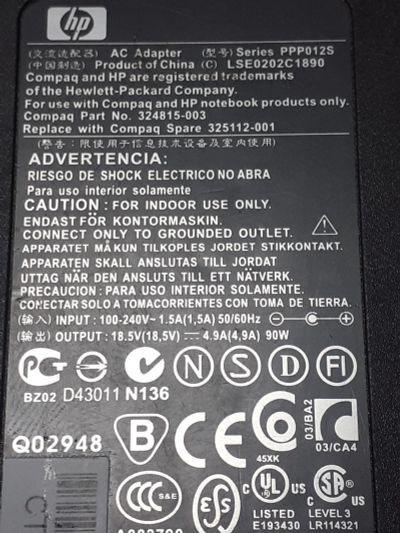 hp
(交流适配器) AC Adapter (型号) Series PPP012S
(中国制造) Product of China (C) LSE0202C1890
Compaq and HP are registered trademarks
of the Hewlett-Packard Company.
For use with Compaq and HP notebook products only.
Compaq Part No. 324815-003
Replace with Compaq Spare 325112-001
(警告:限使用于信息技术设备及室内使用)
ADVERTENCIA:
RIESGO DE SHOCK ELECTRICO NO ABRA
Para uso interior solamente
CAUTION : FOR INDOOR USE ONLY.
ENDAST FÖR KONTORMASKIN.
CONNECT ONLY TO GROUNDED OUTLET.
APPARATET MÅ KUN TILKOPLES JORDET STIKKONTAKT.
APPARATEN SKALL ANSLUTAS TILL JORDAT
UTTAG NÄR DEN ANSLUTS TILL ETT NÄTVERK.
PRECAUCION : PARA USO INTERIOR SOLAMENTE.
CONECTAR SOLO A TOMACORRIENTES CON TOMA DE TIERRA.
(输入) INPUT : 100-240V~ 1.5A(1,5A) 50/60Hz
(输出) OUTPUT : 18.5V(18,5V) 4.9A(4,9A) 90W
N S D FI
BZ02 D43011 N136
Q02948 B CE 03/BA2
03/CA4
45XK
CCC S&E C UL US C SA US
LISTED LEVEL 3
E193430 LR114321